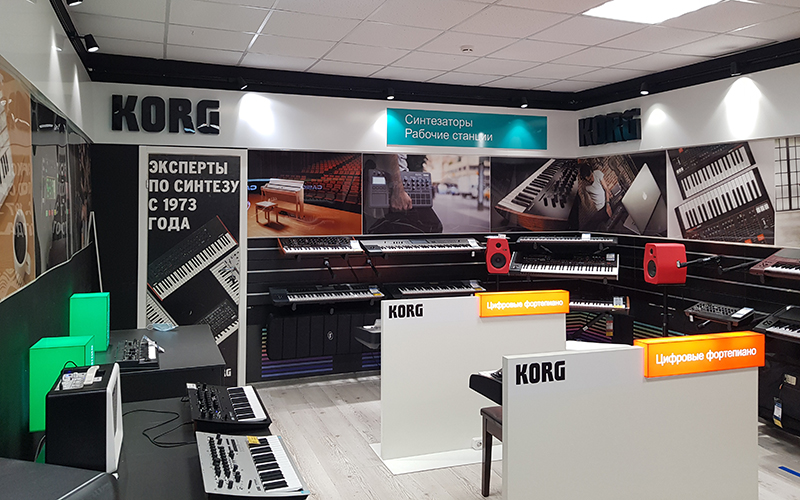 KORG
Синтезаторы
Рабочие станции
KORG
ЭКСПЕРТЫ
ПО СИНТЕЗУ
С 1973
ГОДА
KORG
Цифровые фортепиано
KORG
Цифровые фортепиано